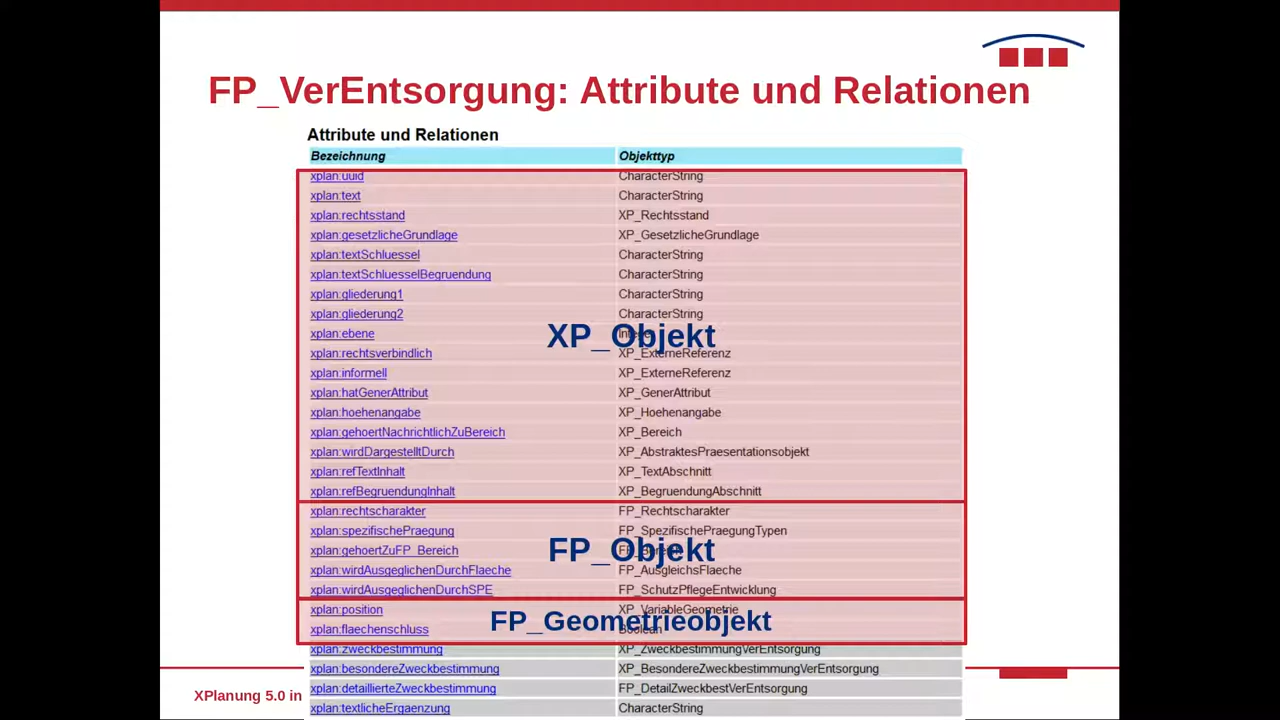 FP_VerEntsorgung: Attribute und Relationen
Attribute und Relationen
Bezeichnung Objekttyp
xplan:uuid CharacterString
xplan:text CharacterString
xplan:rechtsstand XP_Rechtsstand
xplan:gesetzlicheGrundlage XP_GesetzlicheGrundlage
xplan:textSchluessel CharacterString
xplan:textSchluesselBegruendung CharacterString
xplan:gliederung1 CharacterString
xplan:gliederung2 CharacterString
XP_Objekt
xplan:ebene
xplan:rechtsverbindlich XP_ExterneReferenz
xplan:informell XP_ExterneReferenz
xplan:hatGenerAttribut XP_GenerAttribut
xplan:hoehenangabe XP_Hoehenangabe
xplan:gehoertNachrichtlichZuBereich XP_Bereich
xplan:wirdDargestelltDurch XP_AbstraktesPraesentationsobjekt
xplan:refTextInhalt XP_TextAbschnitt
xplan:refBegruendungInhalt XP_BegruendungAbschnitt
xplan:rechtscharakter FP_Rechtscharakter
xplan:spezifischePraegung FP_SpezifischePraegungTypen
FP_Objekt
xplan:gehoertZuFP_Bereich
xplan:wirdAusgeglichenDurchFlaeche FP_AusgleichsFlaeche
xplan:wirdAusgeglichenDurchSPE FP_SchutzPflegeEntwicklung
xplan:position XP_VariableGeometrie
FP_Geometrieobjekt
xplan:flaechenschluss Boolean
xplan:zweckbestimmung XP_ZweckbestimmungVerEntsorgung
xplan:besondereZweckbestimmung XP_BesondereZweckbestimmungVerEntsorgung
xplan:detaillierteZweckbestimmung FP_DetailZweckbestVerEntsorgung
xplan:textlicheErgaenzung CharacterString
XPlanung 5.0 in